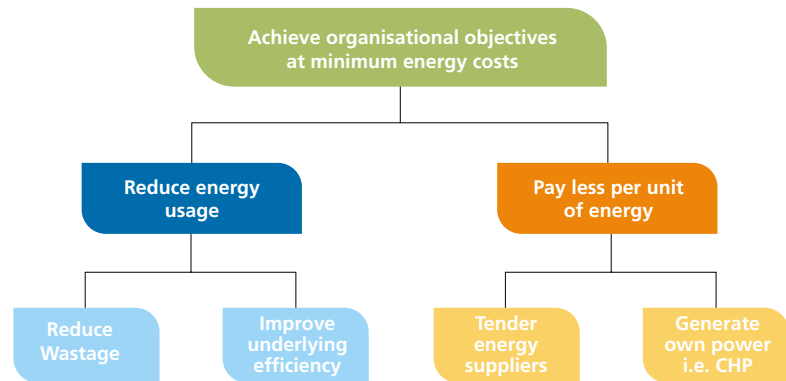 Achieve organisational objectives
at minimum energy costs
Reduce energy
usage
Pay less per unit
of energy
Reduce
Wastage
Improve
underlying
efficiency
Tender
energy
suppliers
Generate
own power
i.e. CHP